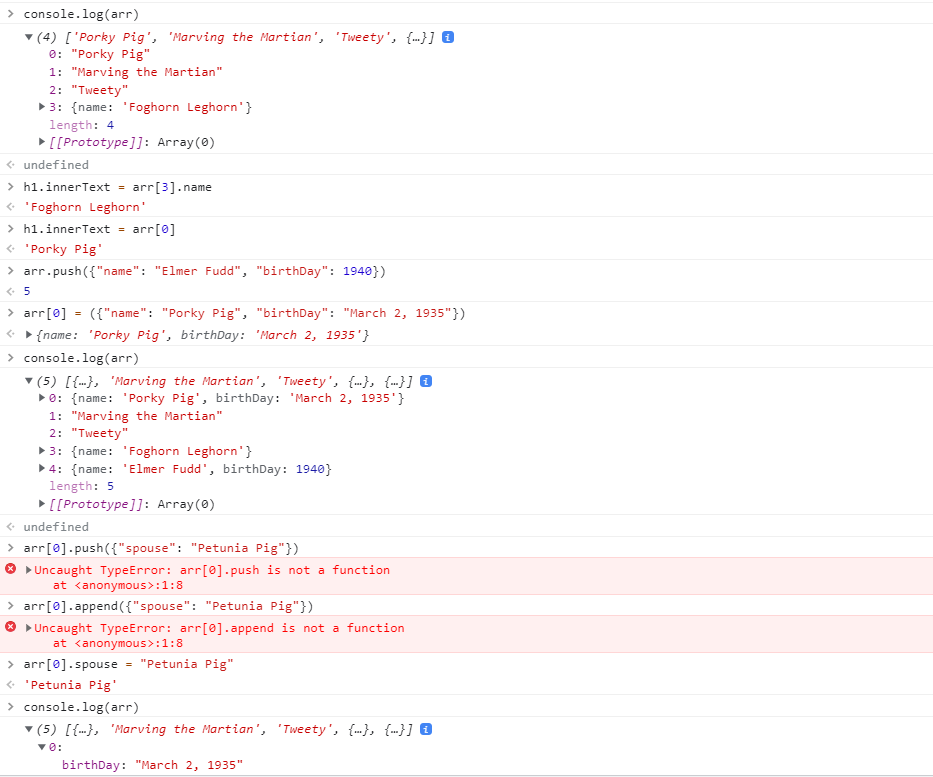 > console.log(arr)
(4) ['Porky Pig', 'Marving the Martian', 'Tweety', {…}] i
0: "Porky Pig"
1: "Marving the Martian"
2: "Tweety"
3: {name: 'Foghorn Leghorn'}
length: 4
[[Prototype]]: Array(0)
undefined
> h1.innerText = arr[3].name
'Foghorn Leghorn'
> h1.innerText = arr[0]
'Porky Pig'
> arr.push({"name": "Elmer Fudd", "birthDay": 1940})
5
> arr[0] = ({"name": "Porky Pig", "birthDay": "March 2, 1935"})
{name: 'Porky Pig', birthDay: 'March 2, 1935'}
> console.log(arr)
(5) [{…}, 'Marving the Martian', 'Tweety', {…}, {…}] i
0: {name: 'Porky Pig', birthDay: 'March 2, 1935'}
1: "Marving the Martian"
2: "Tweety"
3: {name: 'Foghorn Leghorn'}
4: {name: 'Elmer Fudd', birthDay: 1940}
length: 5
[[Prototype]]: Array(0)
undefined
> arr[0].push({"spouse": "Petunia Pig"})
Uncaught TypeError: arr[0].push is not a function
at <anonymous>:1:8
> arr[0].append({"spouse": "Petunia Pig"})
Uncaught TypeError: arr[0].append is not a function
at <anonymous>:1:8
> arr[0].spouse = "Petunia Pig"
'Petunia Pig'
> console.log(arr)
(5) [{…}, 'Marving the Martian', 'Tweety', {…}, {…}] i
0:
birthDay: "March 2, 1935"